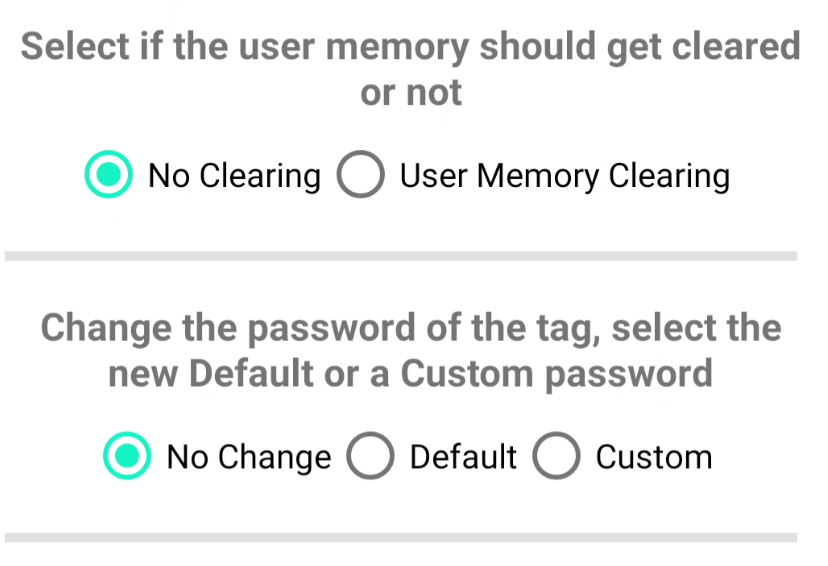 Select if the user memory should get cleared
or not
No Clearing User Memory Clearing
Change the password of the tag, select the
new Default or a Custom password
No Change Default Custom